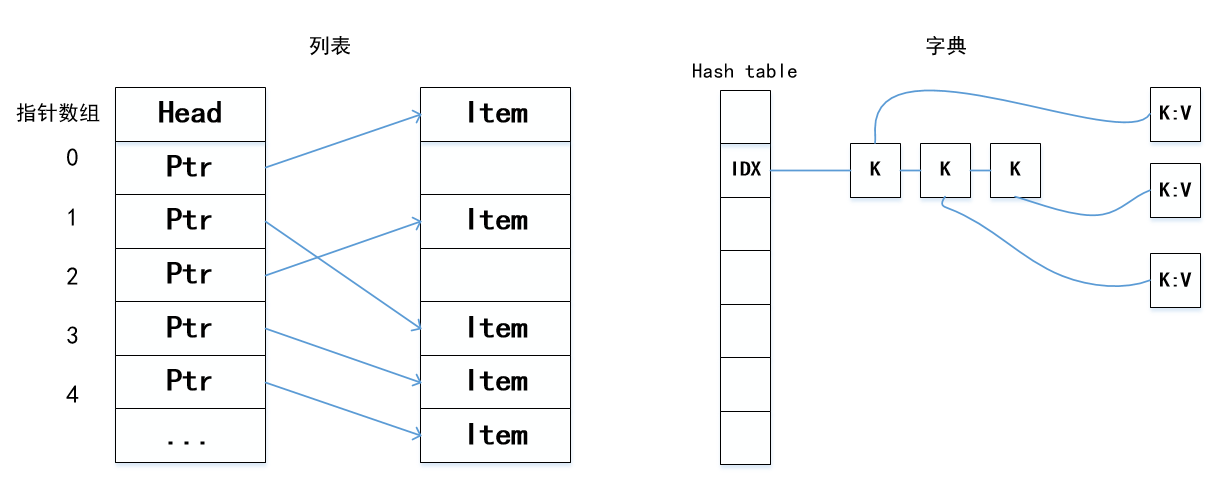 列表
指针数组
Head
Item
0
Ptr
1
Ptr
Item
2
Ptr
3
Ptr
Item
4
Ptr
Item
...
Item
字典
Hash table
K:V
IDX
K
K
K
K:V
K:V